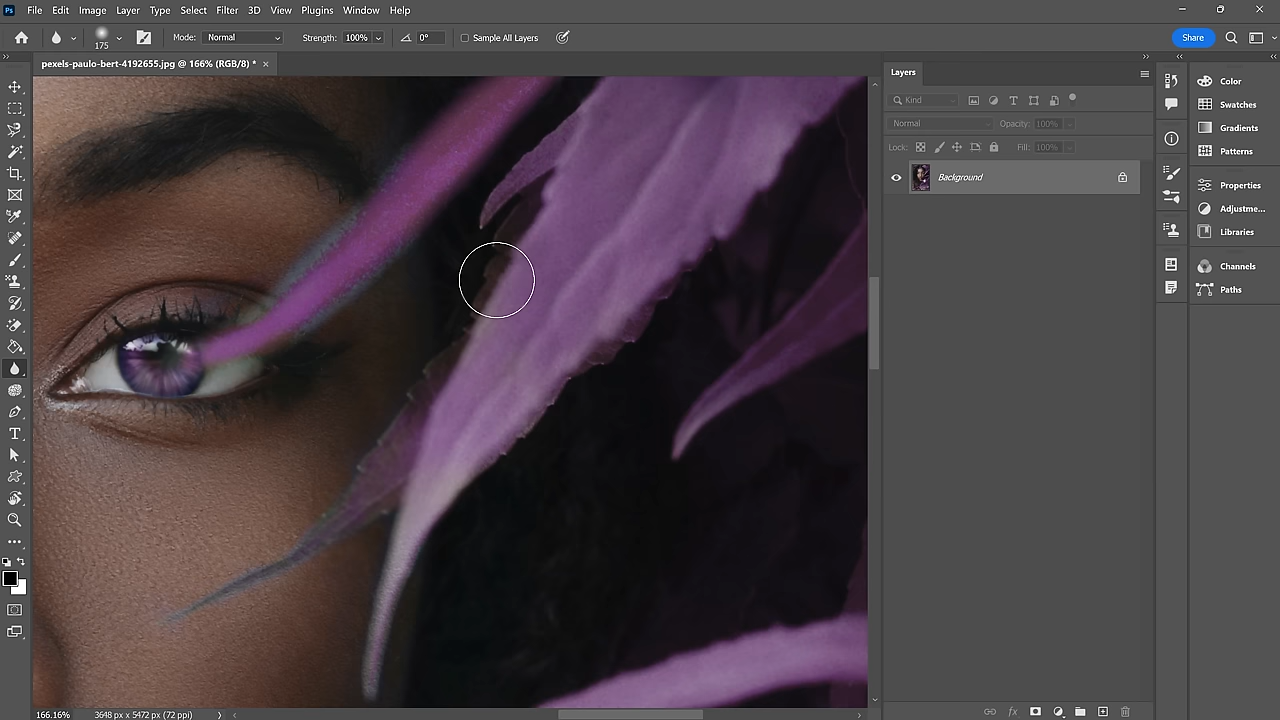 Ps File Edit Image Layer Type Select Filter 3D View Plugins Window Help
175 Mode: Normal Strength: 100% 0° Sample All Layers Share
pexels-paulo-bert-4192655.jpg @ 166% (RGB/8) * ×
Layers
Kind
Normal Opacity: 100%
Lock: Fill: 100%
Background
Color
Swatches
Gradients
Patterns
Properties
Adjustme...
Libraries
Channels
Paths
T
166.16% 3648 px x 5472 px (72 ppi)
fx